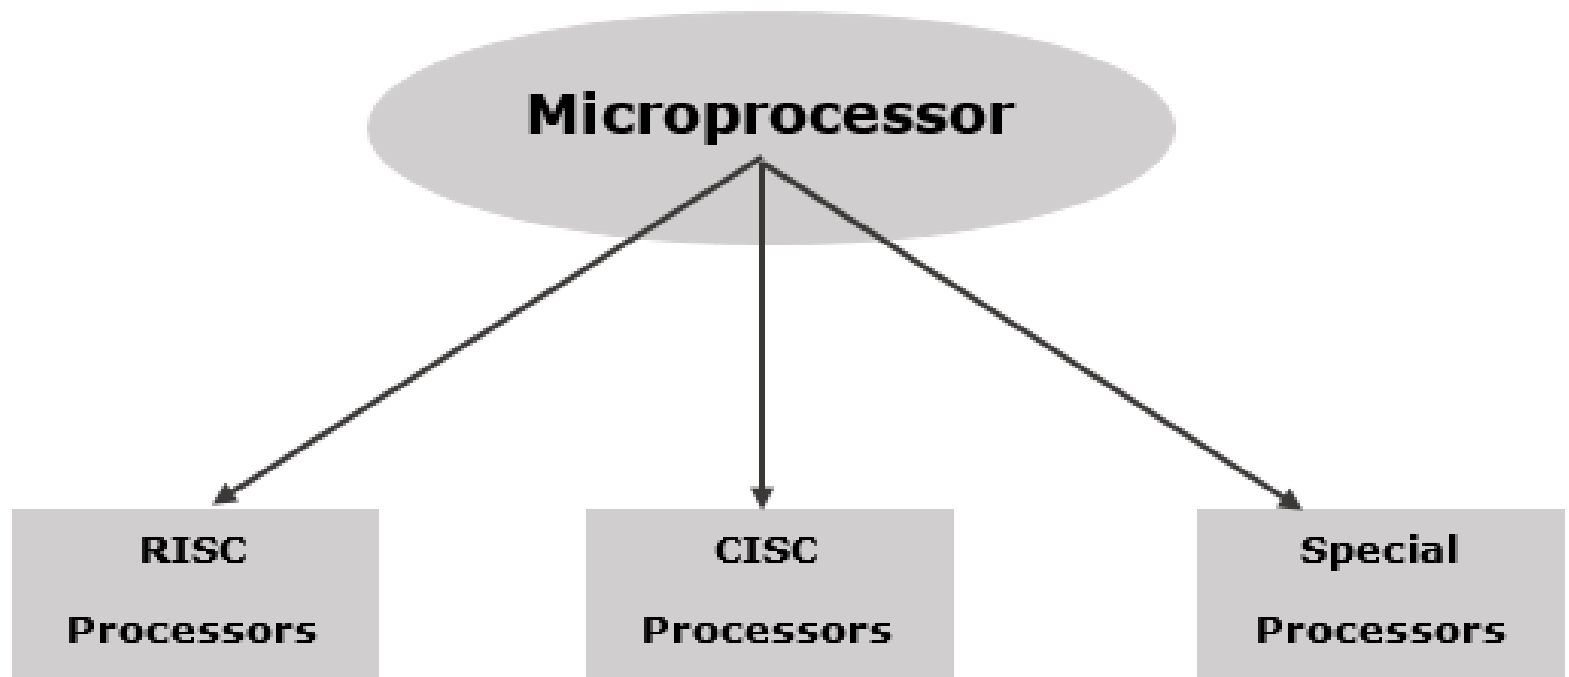 Microprocessor
RISC
Processors
CISC
Processors
Special
Processors